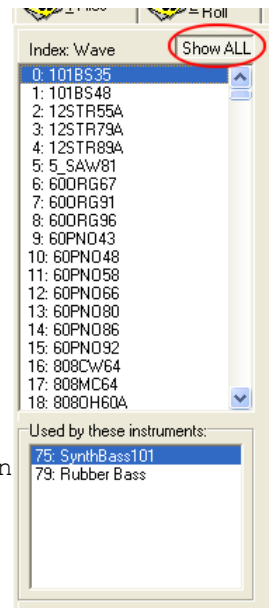 Roll
Index: Wave Show ALL
0: 101BS35
1: 101BS48
2: 12STR55A
3: 12STR79A
4: 12STR89A
5: 5_SAW81
6: 60ORG67
7: 60ORG91
8: 60ORG96
9: 60PNO43
10: 60PNO48
11: 60PNO58
12: 60PNO66
13: 60PNO80
14: 60PNO86
15: 60PNO92
16: 808CW64
17: 808MC64
18: 808OH60A
Used by these instruments:
n
75: SynthBass101
79: Rubber Bass